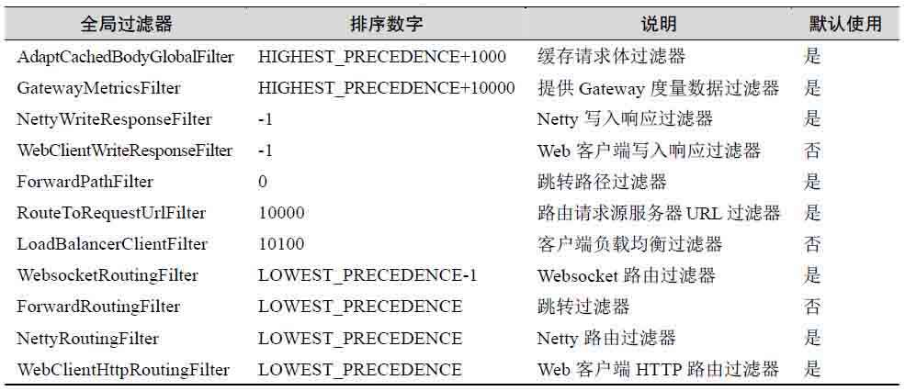 全局过滤器 排序数字 说明 默认使用
AdaptCachedBodyGlobalFilter HIGHEST_PRECEDENCE+1000 缓存请求体过滤器 是
GatewayMetricsFilter HIGHEST_PRECEDENCE+10000 提供 Gateway 度量数据过滤器 是
NettyWriteResponseFilter -1 Netty 写入响应过滤器 是
WebClientWriteResponseFilter -1 Web 客户端写入响应过滤器 否
ForwardPathFilter 0 跳转路径过滤器 是
RouteToRequestUrlFilter 10000 路由请求源服务器 URL 过滤器 是
LoadBalancerClientFilter 10100 客户端负载均衡过滤器 否
WebsocketRoutingFilter LOWEST_PRECEDENCE-1 Websocket 路由过滤器 是
ForwardRoutingFilter LOWEST_PRECEDENCE 跳转过滤器 否
NettyRoutingFilter LOWEST_PRECEDENCE Netty 路由过滤器 是
WebClientHttpRoutingFilter LOWEST_PRECEDENCE Web 客户端 HTTP 路由过滤器 是